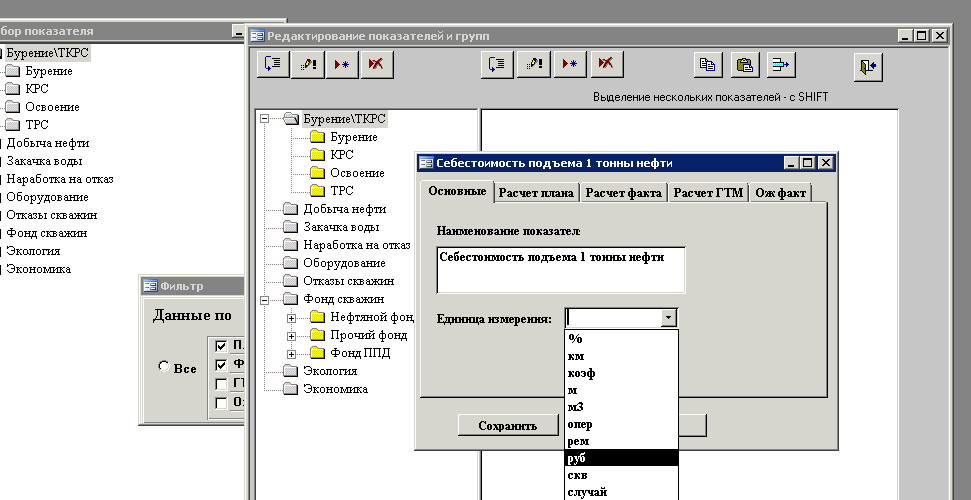 бор показателя
Бурение\ТКРС
Бурение
КРС
Освоение
ТРС
Добыча нефти
Закачка воды
Наработка на отказ
Оборудование
Отказы скважин
Фонд скважин
Экология
Экономика
Фильтр
Данные по
Все
Редактирование показателей и групп
Выделение нескольких показателей - с SHIFT
Бурение\ТКРС
Бурение
КРС
Освоение
ТРС
Добыча нефти
Закачка воды
Наработка на отказ
Оборудование
Отказы скважин
Фонд скважин
Нефтяной фонд
Прочий фонд
Фонд ППД
Экология
Экономика
Себестоимость подъема 1 тонны нефти
Основные Расчет плана Расчет факта Расчет ГТМ Ож факт
Наименование показател
Себестоимость подъема 1 тонны нефти
Единица измерения:
%
км
коэф
м
м3
опер
рем
руб
скв
случай
Сохранить